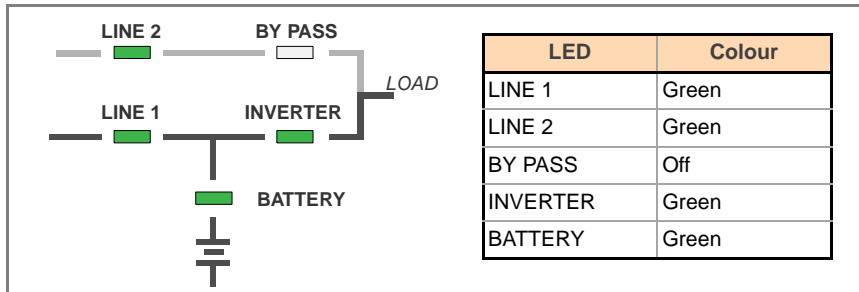 LINE 2 BY PASS
LOAD
LINE 1 INVERTER
BATTERY
LED Colour
LINE 1 Green
LINE 2 Green
BY PASS Off
INVERTER Green
BATTERY Green